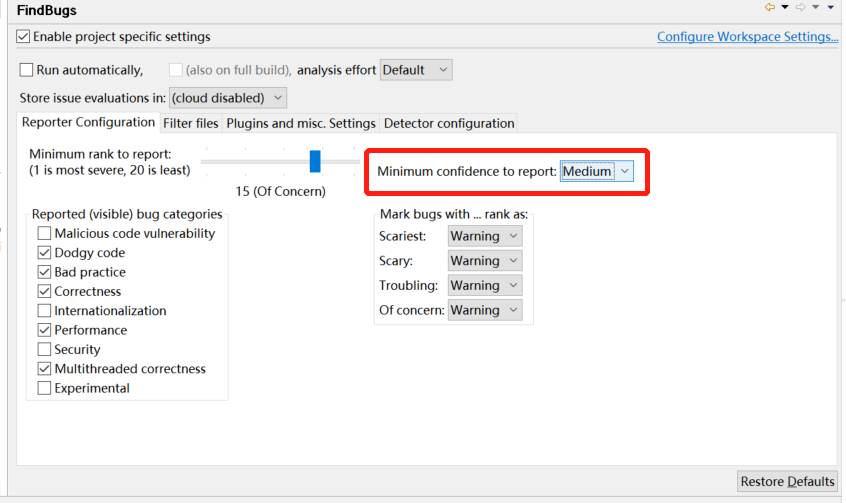 FindBugs
Enable project specific settings
Configure Workspace Settings...
Run automatically,
(also on full build),
analysis effort
Default
Store issue evaluations in:
(cloud disabled)
Reporter Configuration
Filter files
Plugins and misc. Settings
Detector configuration
Minimum rank to report:
(1 is most severe, 20 is least)
15 (Of Concern)
Minimum confidence to report:
Medium
Reported (visible) bug categories
Malicious code vulnerability
Dodgy code
Bad practice
Correctness
Internationalization
Performance
Security
Multithreaded correctness
Experimental
Mark bugs with ... rank as:
Scariest:
Warning
Scary:
Warning
Troubling:
Warning
Of concern:
Warning
Restore Defaults